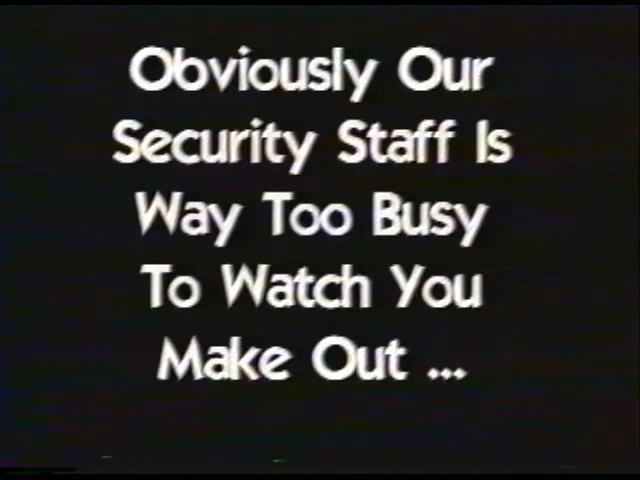 Obviously Our
Security Staff Is
Way Too Busy
To Watch You
Make Out ...